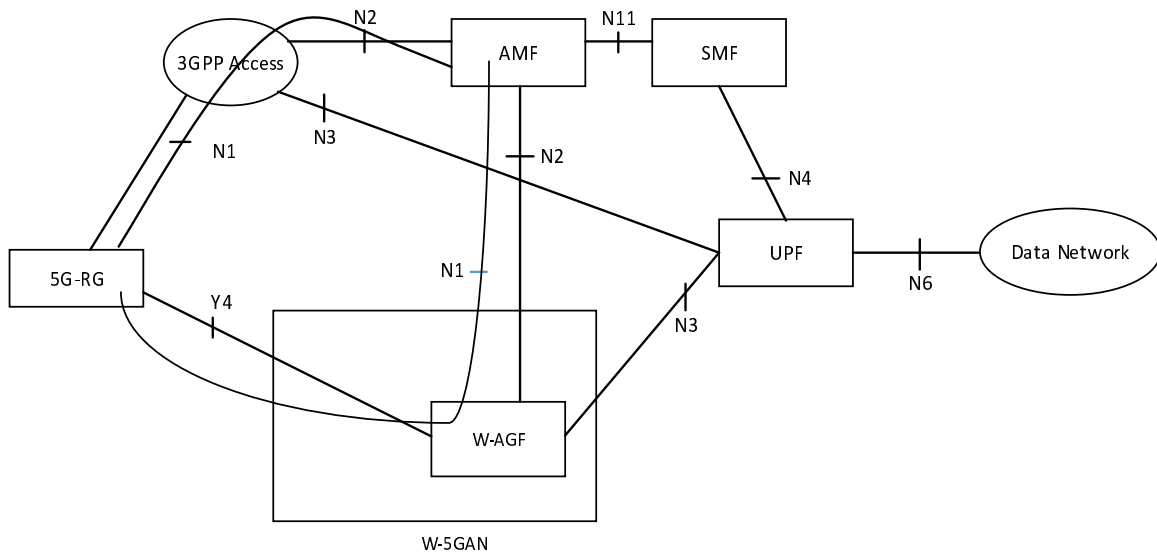 N2
N11
3GPP Access
AMF
SMF
N3
N1
N2
N4
5G-RG
N1
UPF
Data Network
N6
Y4
N3
W-AGF
W-5GAN